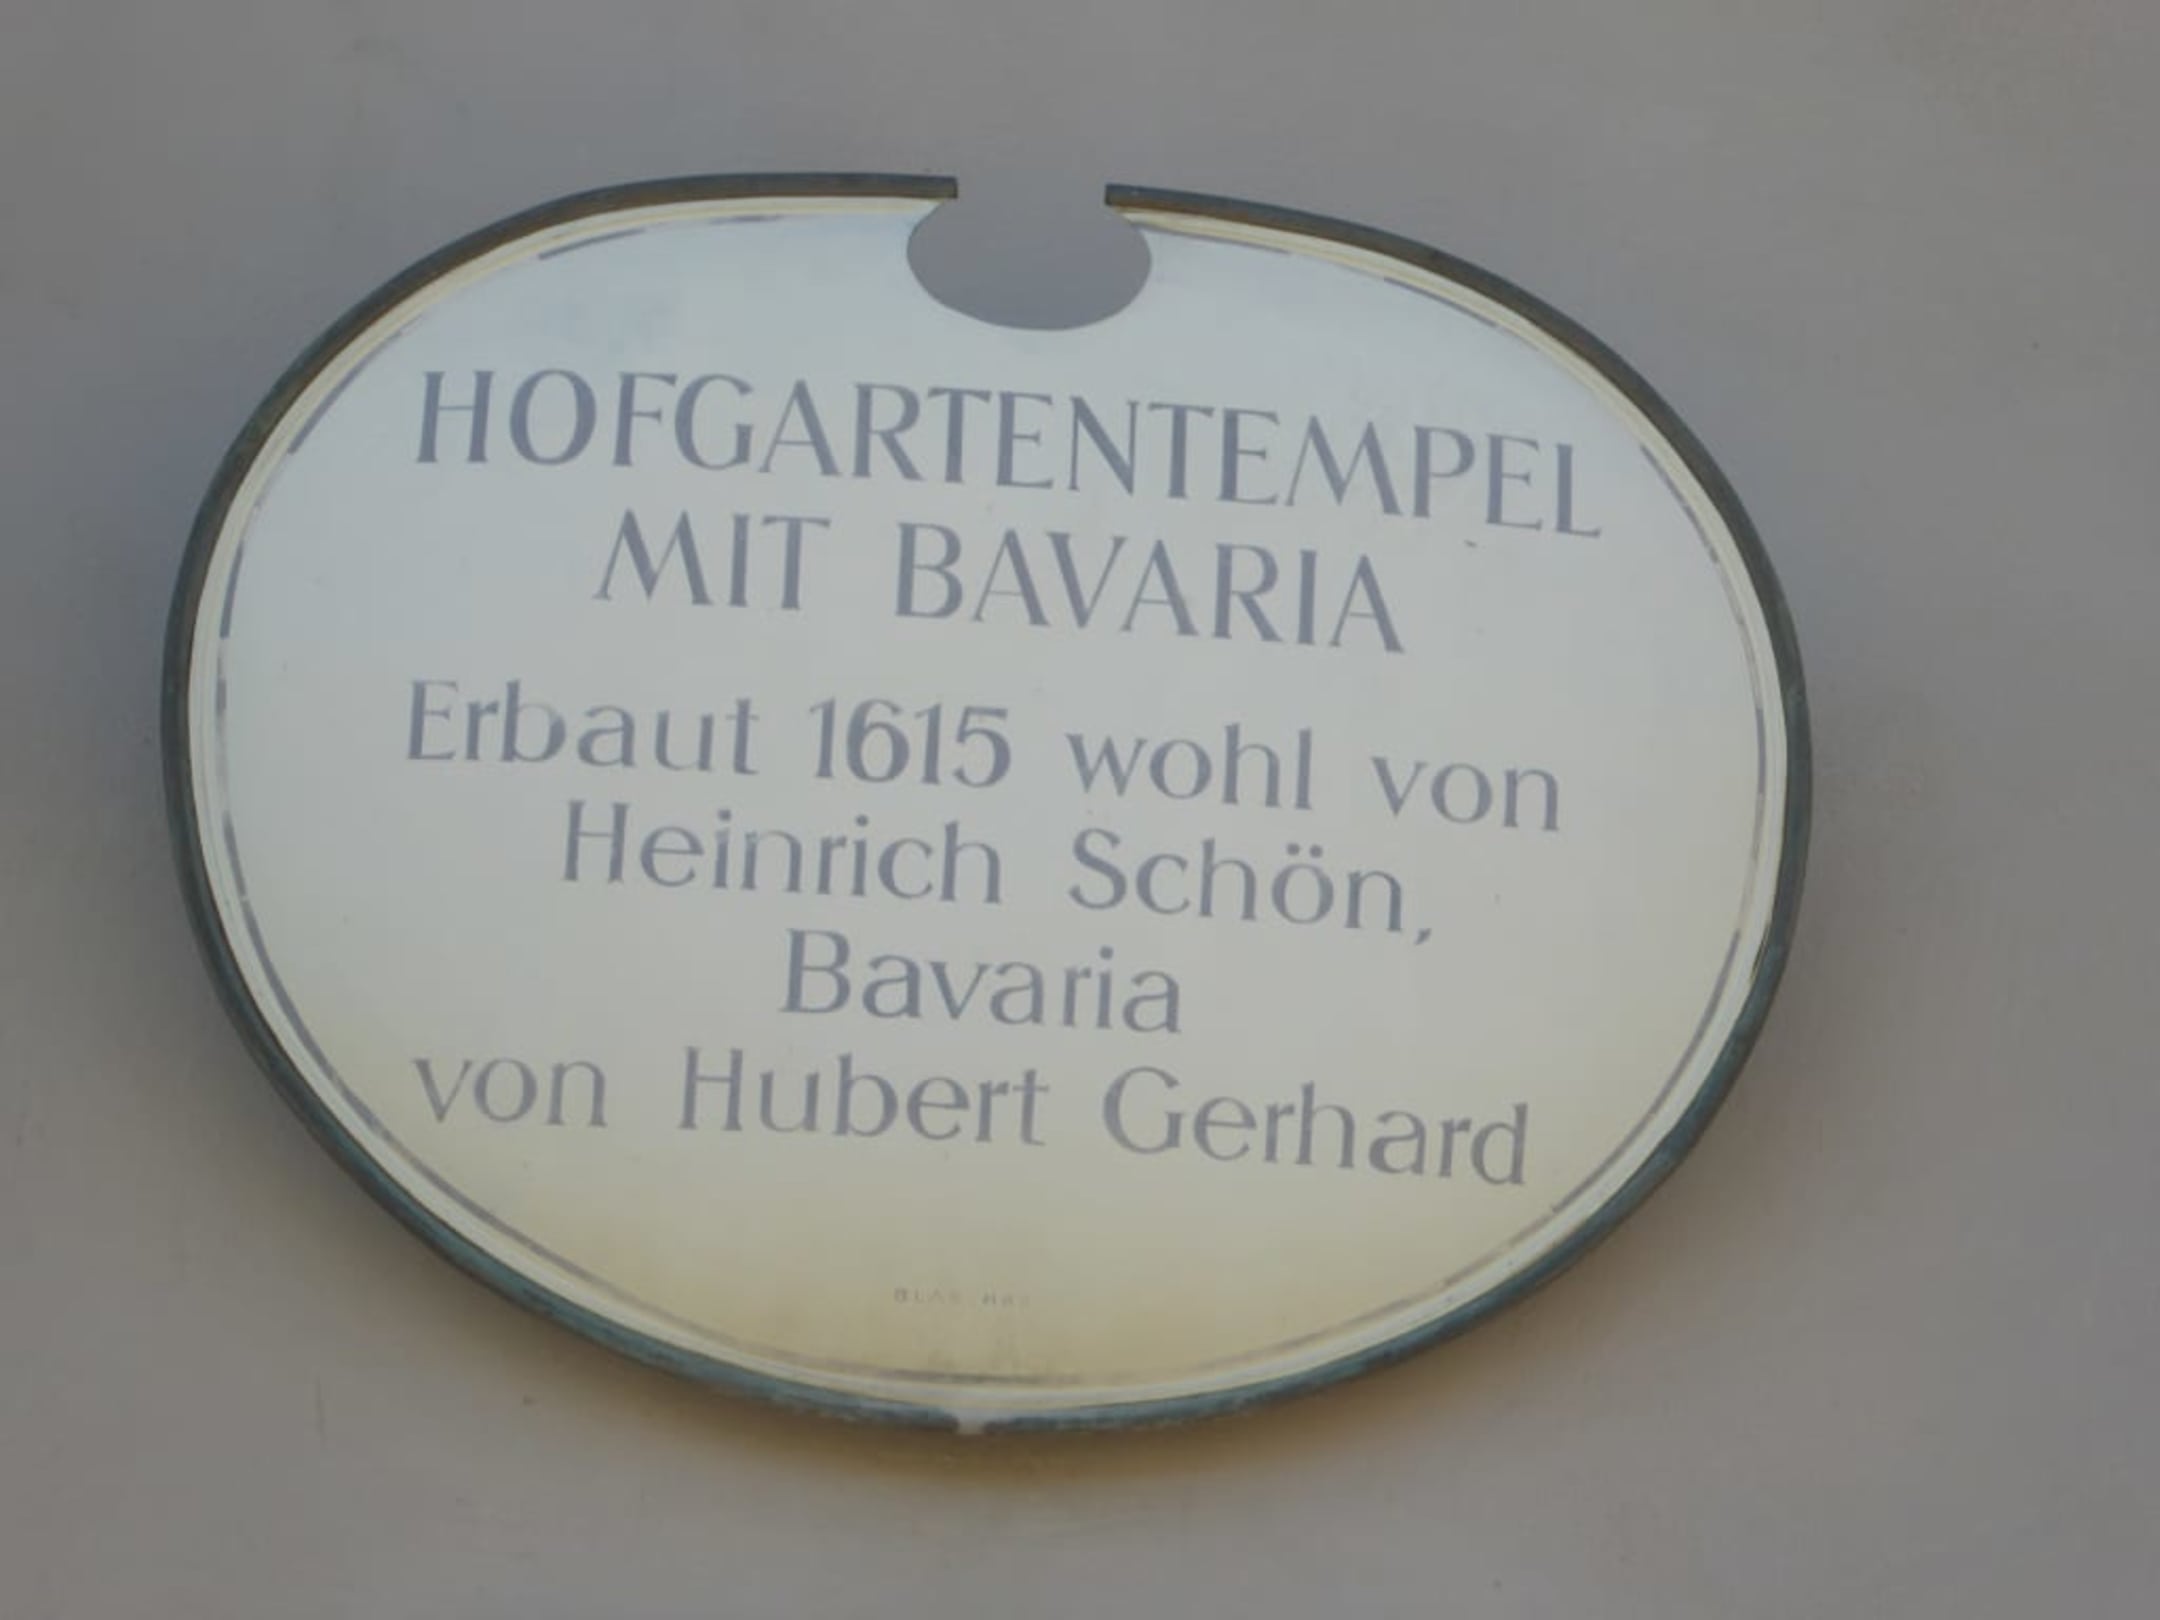 HOFGARTENTEMPEL
MIT BAVARIA
Erbaut 1615 wohl von
Heinrich Schön,
Bavaria
von Hubert Gerhard